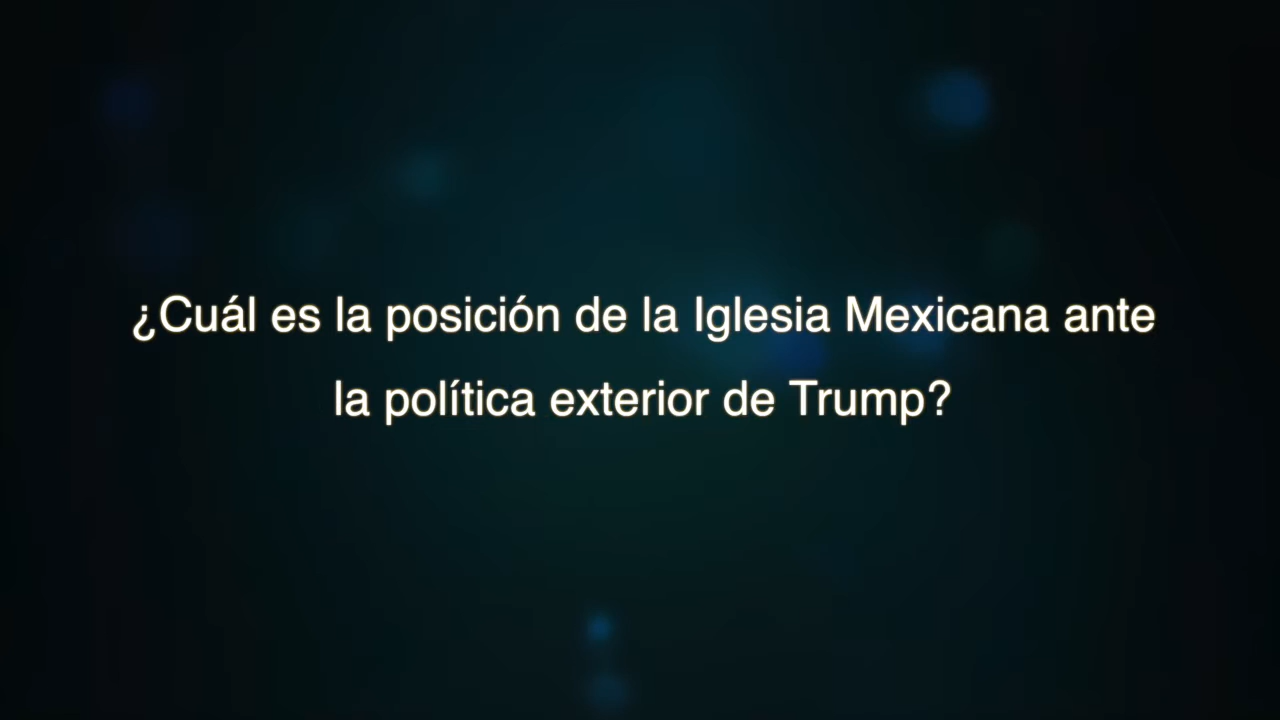 ¿Cuál es la posición de la Iglesia Mexicana ante
la política exterior de Trump?